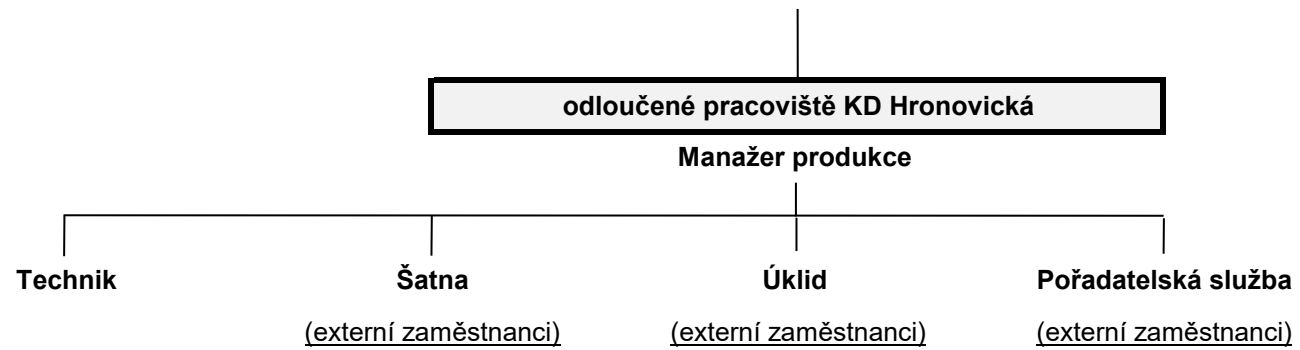 odloučené pracoviště KD Hronovická
Manažer produkce
Technik
Šatna
Úklid
Pořadatelská služba
(externí zaměstnanci)
(externí zaměstnanci)
(externí zaměstnanci)